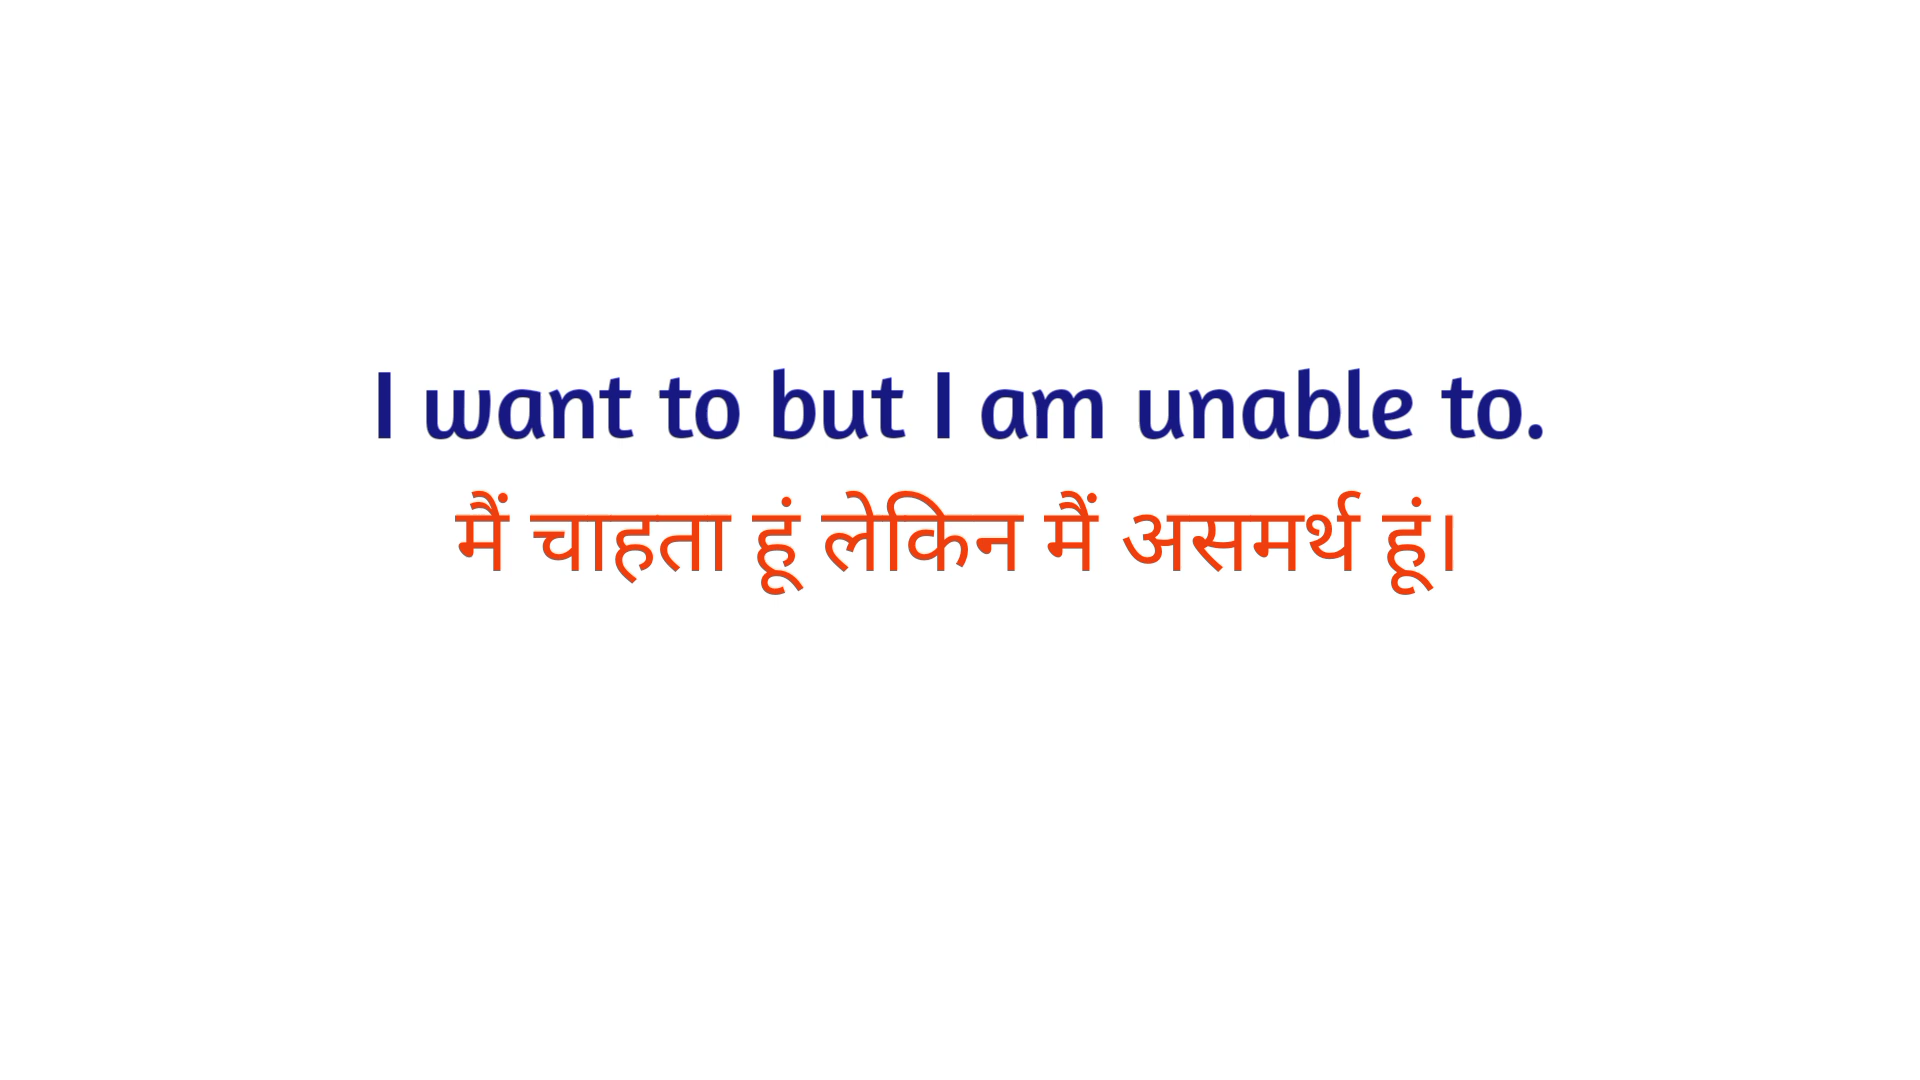 I want to but I am unable to.
मैं चाहता हूं लेकिन मैं असमर्थ हूं।